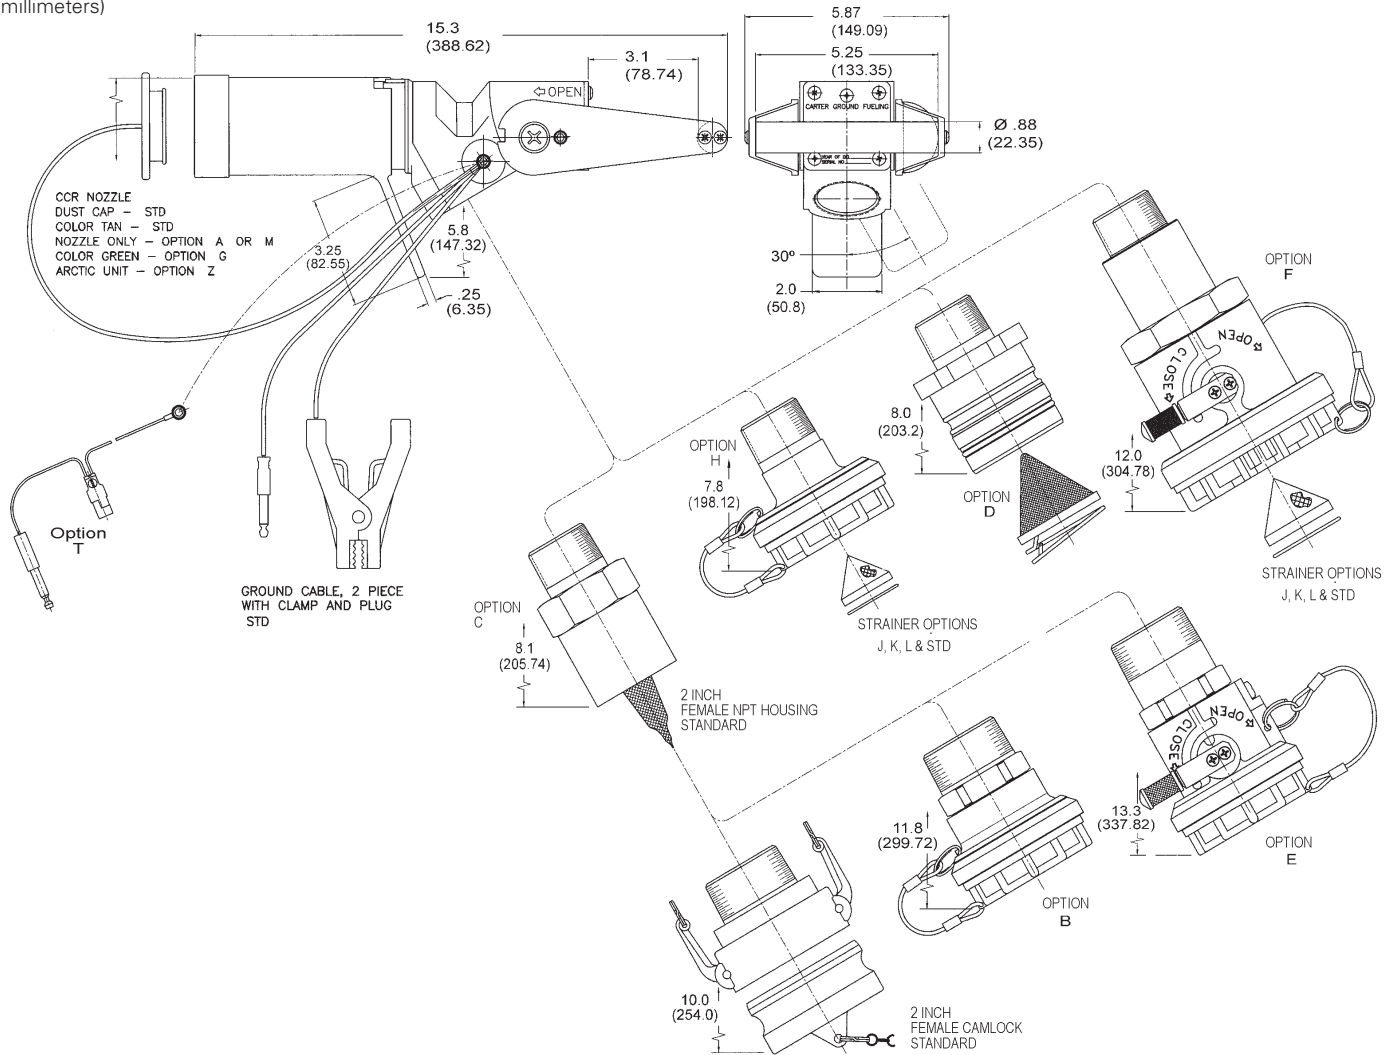 millimeters)
15.3
(388.62)
3.1
(78.74)
OPEN
5.87
(149.09)
5.25
(133.35)
CARTER GROUND FUELING
Ø .88
(22.35)
30º
2.0
(50.8)
CCR NOZZLE
DUST CAP – STD
COLOR TAN – STD
NOZZLE ONLY – OPTION A OR M
COLOR GREEN – OPTION G
ARCTIC UNIT – OPTION Z
3.25
(82.55)
5.8
(147.32)
.25
(6.35)
Option
T
GROUND CABLE, 2 PIECE
WITH CLAMP AND PLUG
STD
OPTION
F
OPEN
CLOSE
12.0
(304.78)
STRAINER OPTIONS
J, K, L & STD
8.0
(203.2)
OPTION
D
OPTION
H
7.8
(198.12)
STRAINER OPTIONS
J, K, L & STD
OPTION
C
8.1
(205.74)
2 INCH
FEMALE NPT HOUSING
STANDARD
OPEN
CLOSE
13.3
(337.82)
OPTION
E
11.8
(299.72)
OPTION
B
10.0
(254.0)
2 INCH
FEMALE CAMLOCK
STANDARD